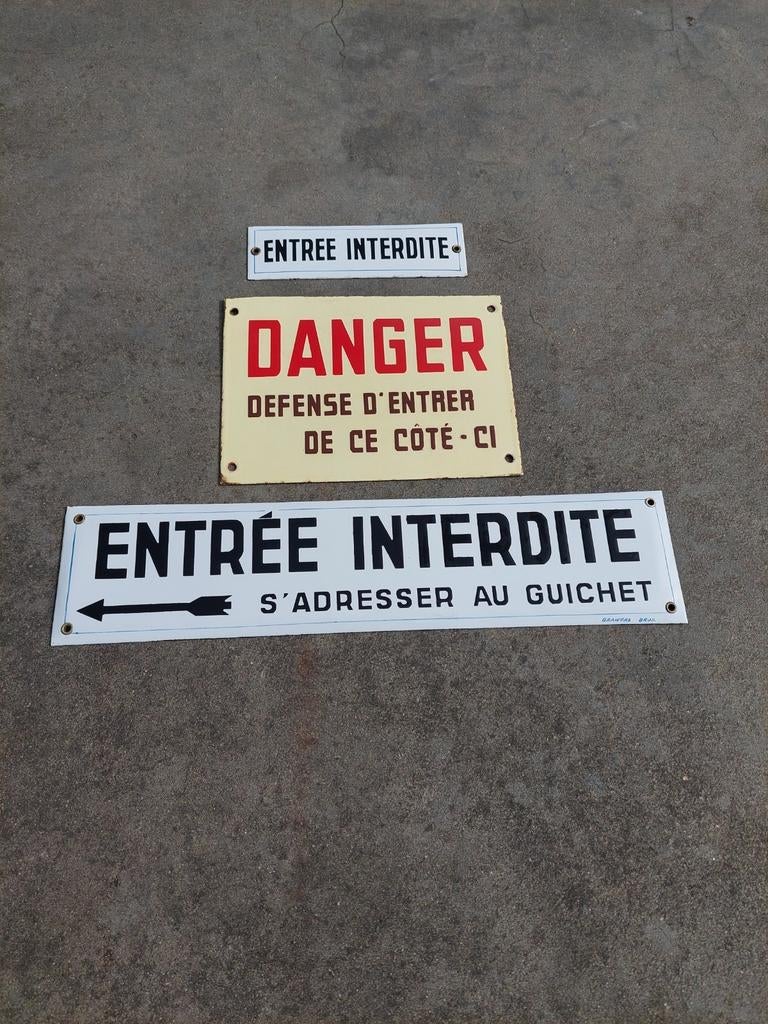 ENTREE INTERDITE
DANGER
DEFENSE D'ENTRER
DE CE CÔTÉ-CI
ENTRÉE INTERDITE
S'ADRESSER AU GUICHET